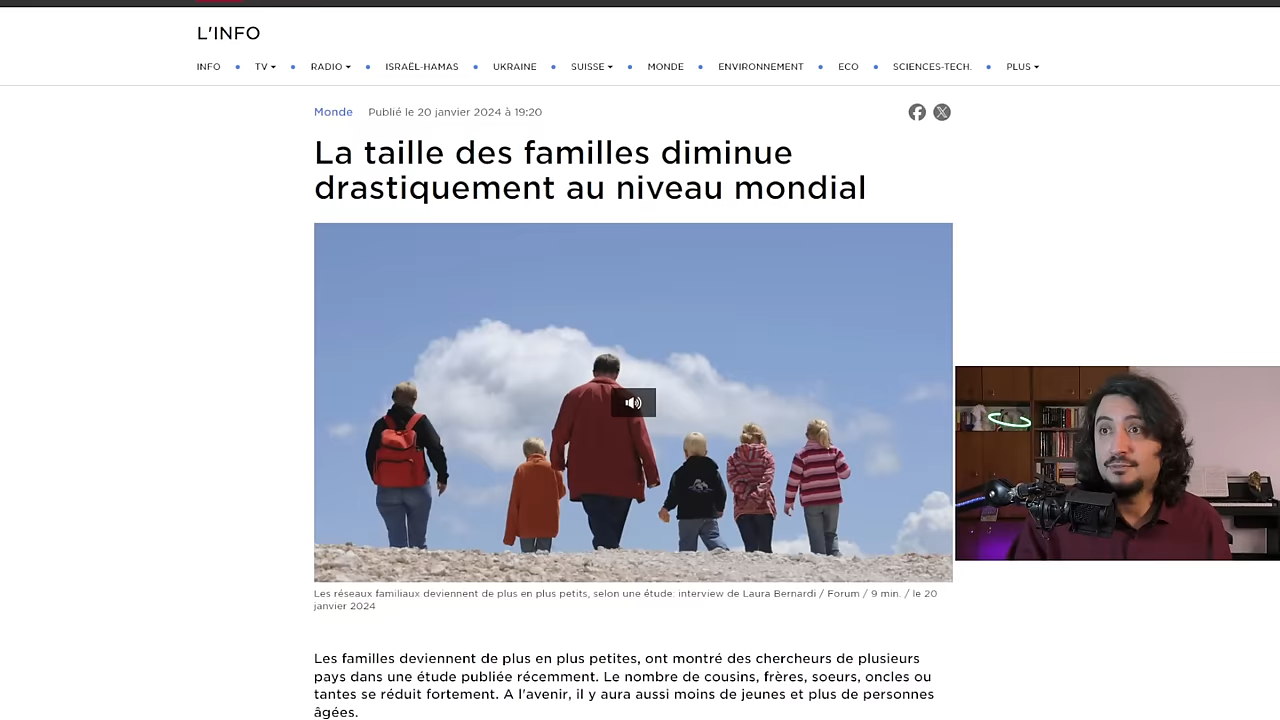 L'INFO
INFO TV RADIO ISRAËL-HAMAS UKRAINE SUISSE MONDE ENVIRONNEMENT ECO SCIENCES-TECH. PLUS
Monde Publié le 20 janvier 2024 à 19:20
La taille des familles diminue
drastiquement au niveau mondial
Les réseaux familiaux deviennent de plus en plus petits, selon une étude: interview de Laura Bernardi / Forum / 9 min. / le 20
janvier 2024
Les familles deviennent de plus en plus petites, ont montré des chercheurs de plusieurs
pays dans une étude publiée récemment. Le nombre de cousins, frères, soeurs, oncles ou
tantes se réduit fortement. A l'avenir, il y aura aussi moins de jeunes et plus de personnes
âgées.